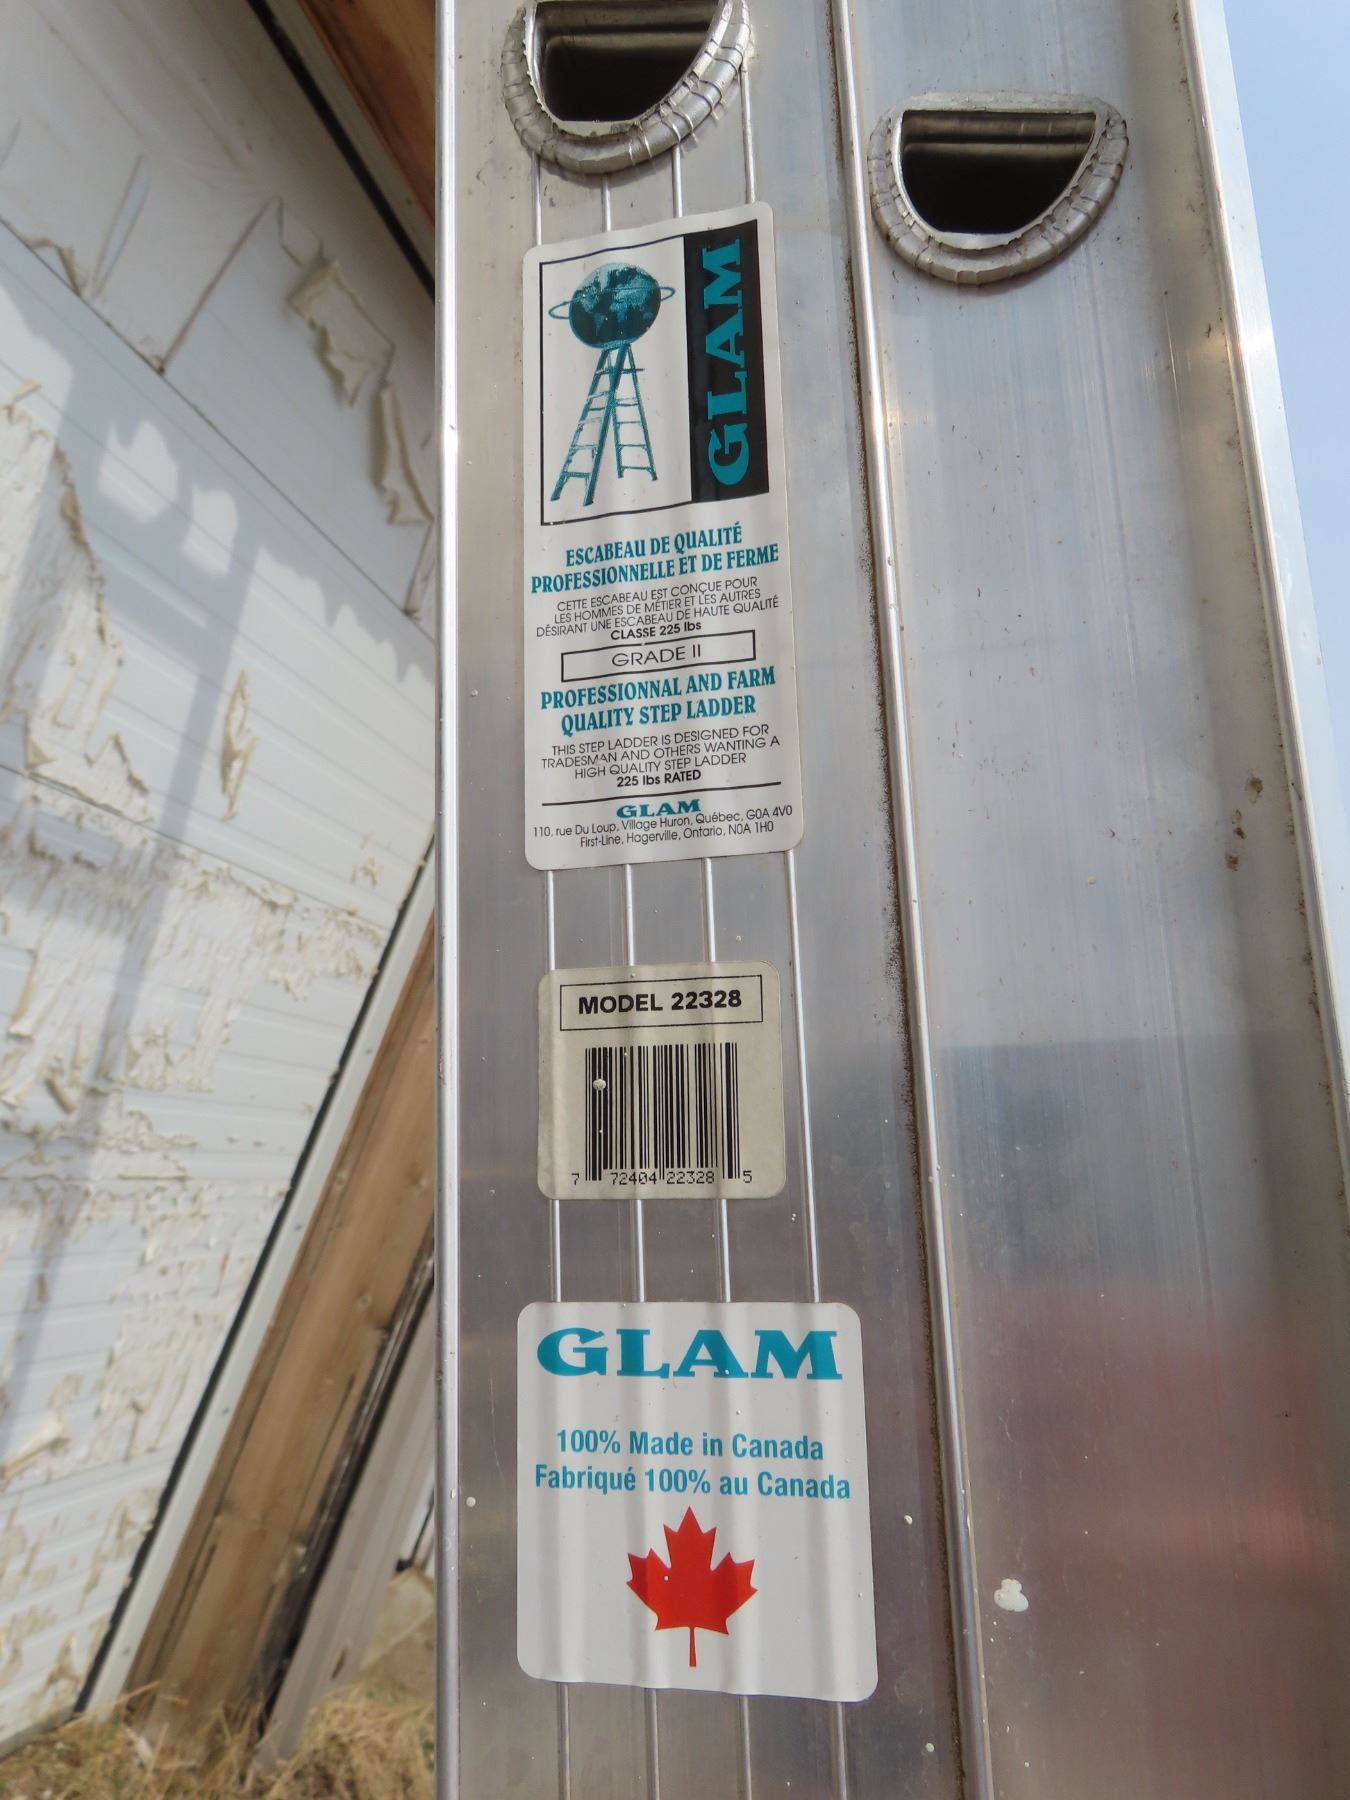 GLAM
ESCABEAU DE QUALITÉ
PROFESSIONNELLE ET DE FERME
CETTE ESCABEAU EST CONÇUE POUR
LES HOMMES DE MÉTIER ET LES AUTRES
DÉSIRANT UNE ESCABEAU DE HAUTE QUALITÉ
CLASSE 225 lbs
GRADE II
PROFESSIONNAL AND FARM
QUALITY STEP LADDER
THIS STEP LADDER IS DESIGNED FOR
TRADESMAN AND OTHERS WANTING A
HIGH QUALITY STEP LADDER
225 lbs RATED
GLAM
110, rue Du Loup, Village Huron, Québec, G0A 4V0
First-Line, Hagerville, Ontario, N0A 1H0
MODEL 22328
7 72404 22328 5
GLAM
100% Made in Canada
Fabriqué 100% au Canada